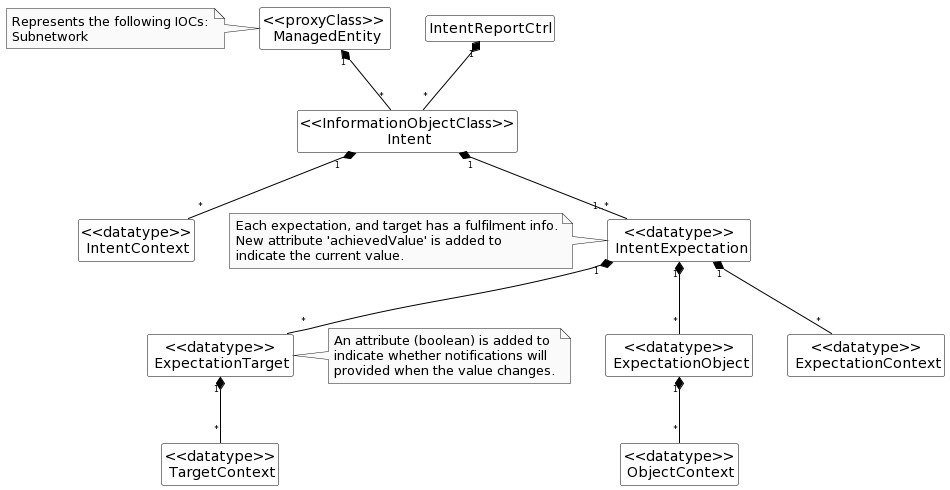 Represents the following IOCs:
Subnetwork
<<proxyClass>>
ManagedEntity
IntentReportCtrl
1
1
*
*
<<InformationObjectClass>>
Intent
1
1
*
1..*
<<datatype>>
IntentContext
Each expectation, and target has a fulfilment info.
New attribute 'achievedValue' is added to
indicate the current value.
<<datatype>>
IntentExpectation
1
1
1
*
*
*
<<datatype>>
ExpectationTarget
An attribute (boolean) is added to
indicate whether notifications will
provided when the value changes.
<<datatype>>
ExpectationObject
<<datatype>>
ExpectationContext
1
1
*
*
<<datatype>>
TargetContext
<<datatype>>
ObjectContext